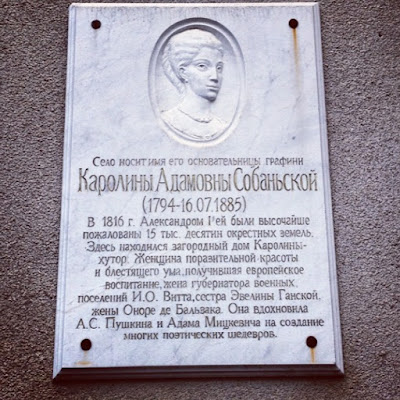 Село носит имя его основательницы графини
Каролины Адамовны Собаньской
(1794-16.07.1885)
В 1816 г. Александром Iᵉй были высочайше
пожалованы 15 тыс. десятин окрестных земель.
Здесь находился загородный дом Каролины-
хутор. Женщина поразительной красоты
и блестящего ума, получившая европейское
воспитание, жена губернатора военных
поселений И.О. Витта, сестра Эвелины Ганской,
жены Оноре де Бальзака. Она вдохновила
А.С. Пушкина и Адама Мицкевича на создание
многих поэтических шедевров.